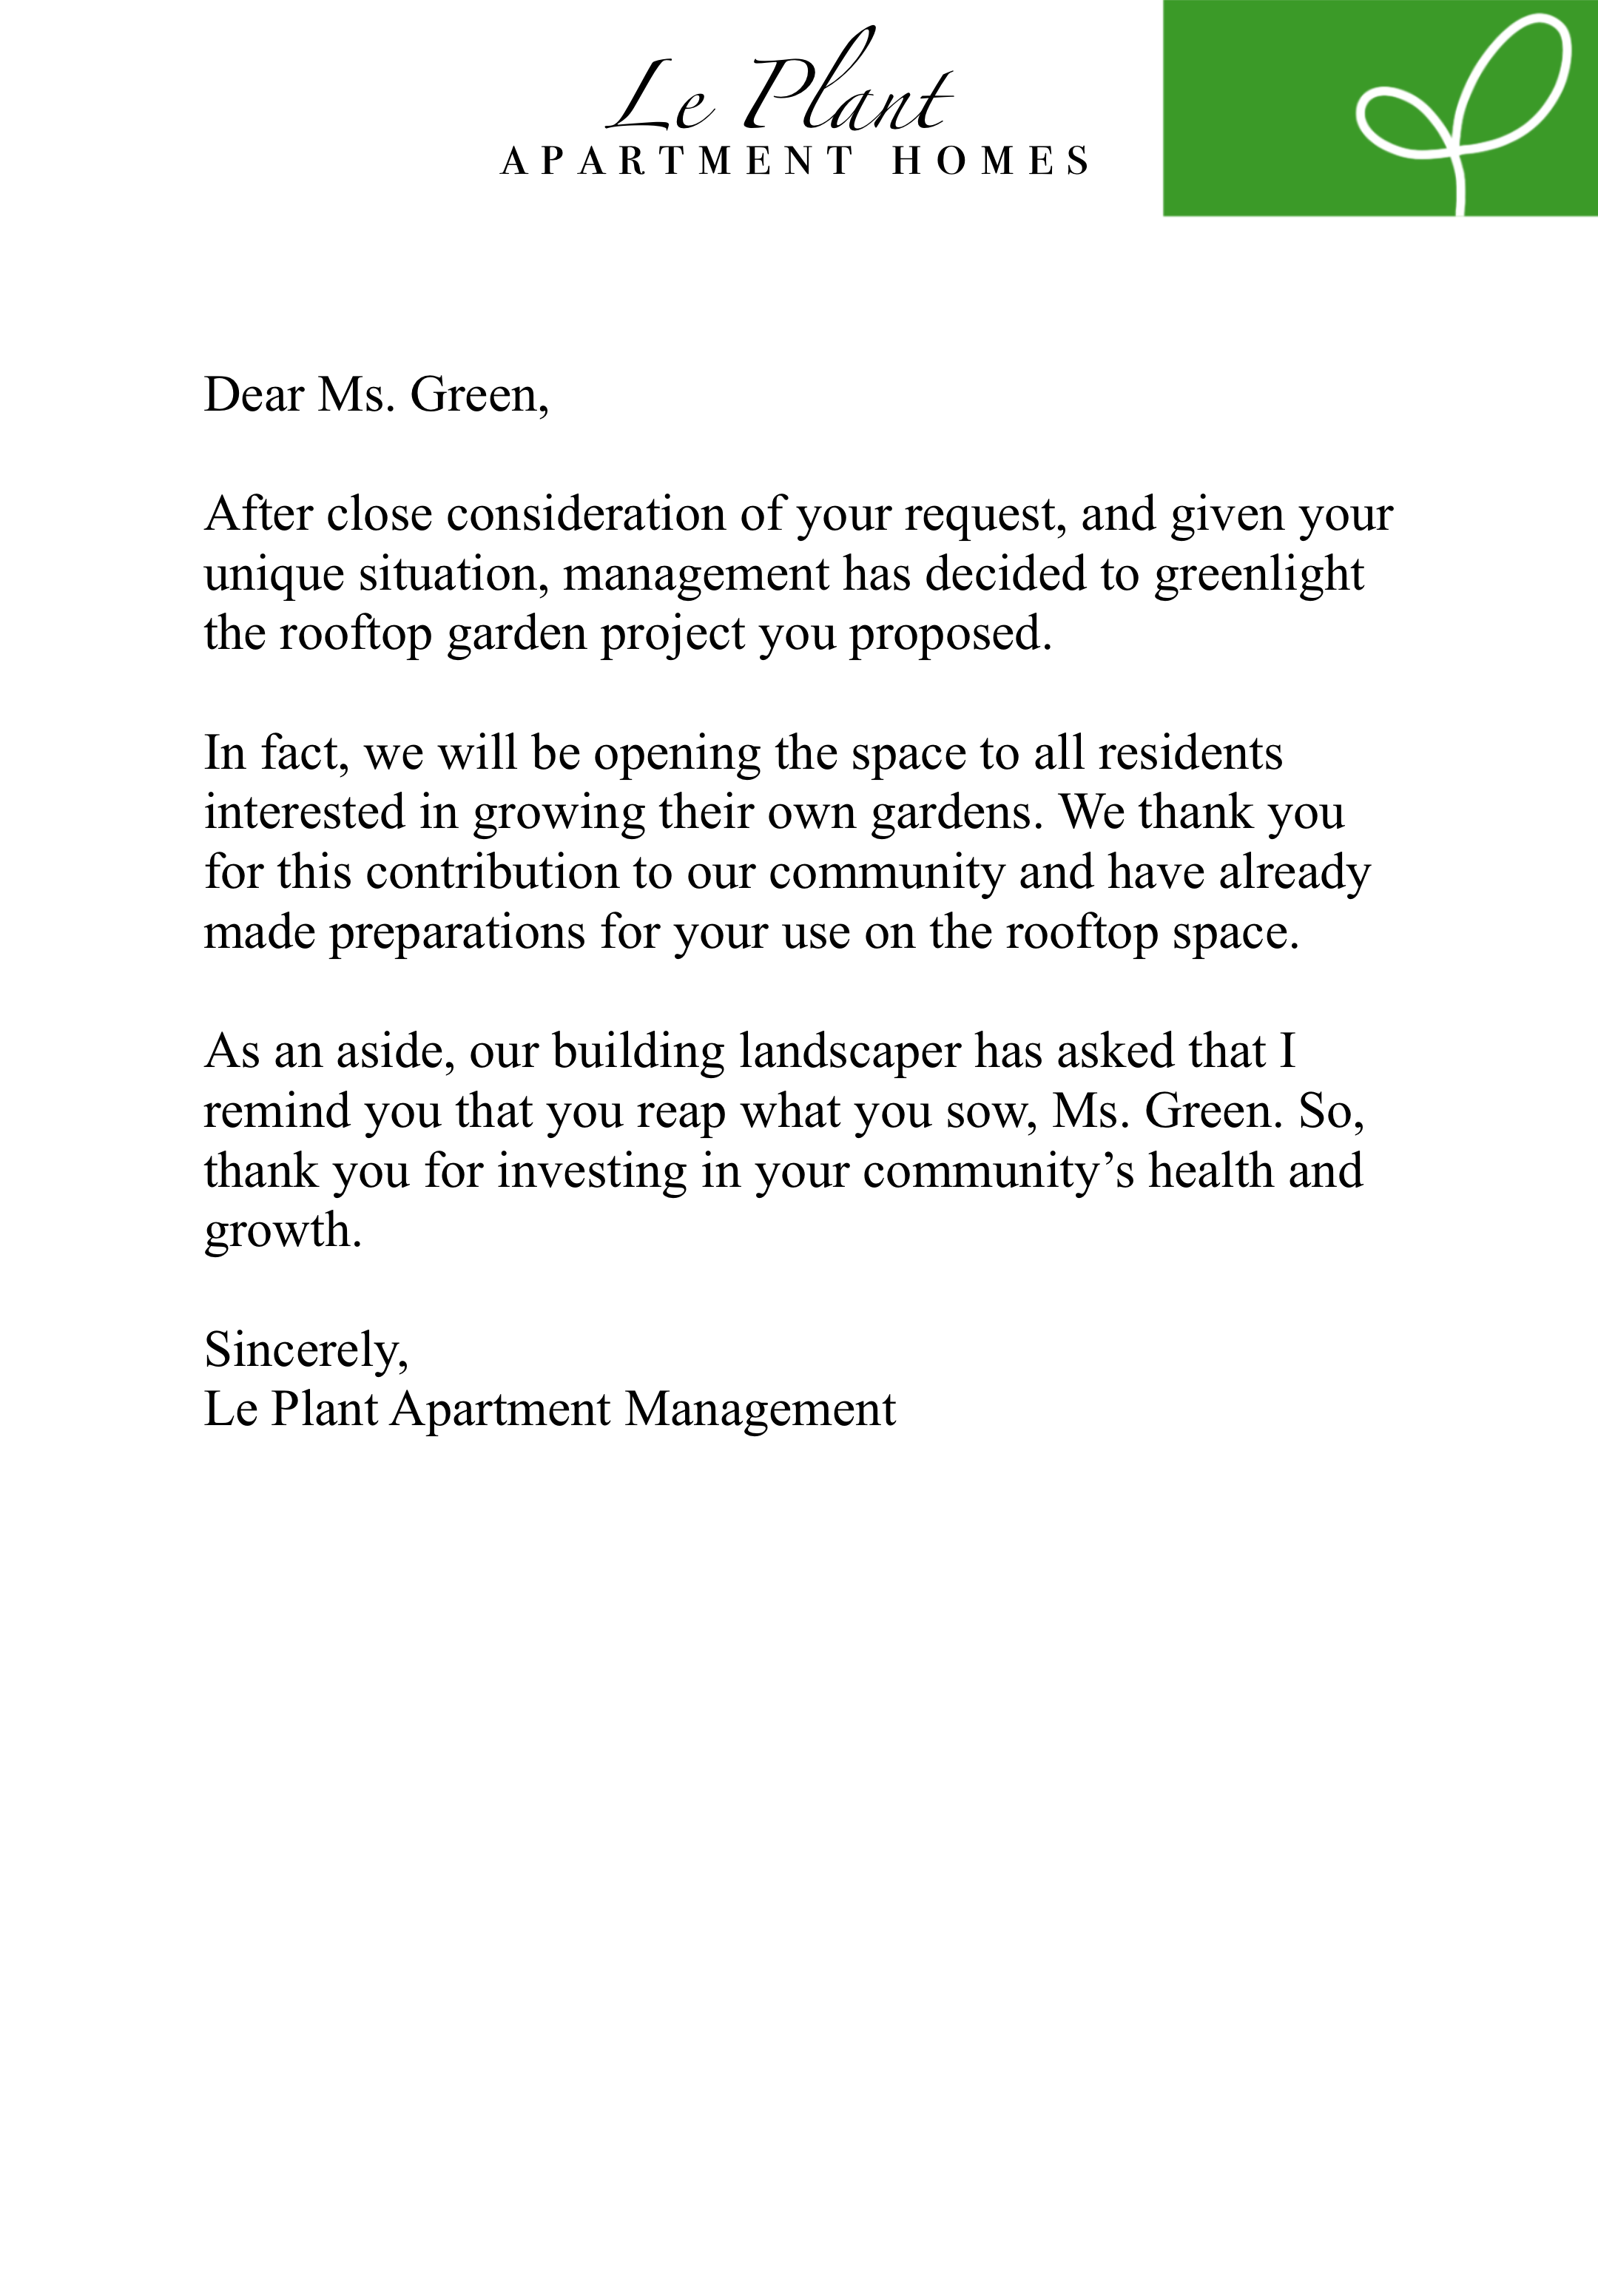 Le Plant
APARTMENT HOMES
Dear Ms. Green,
After close consideration of your request, and given your
unique situation, management has decided to greenlight
the rooftop garden project you proposed.
In fact, we will be opening the space to all residents
interested in growing their own gardens. We thank you
for this contribution to our community and have already
made preparations for your use on the rooftop space.
As an aside, our building landscaper has asked that I
remind you that you reap what you sow, Ms. Green. So,
thank you for investing in your community’s health and
growth.
Sincerely,
Le Plant Apartment Management